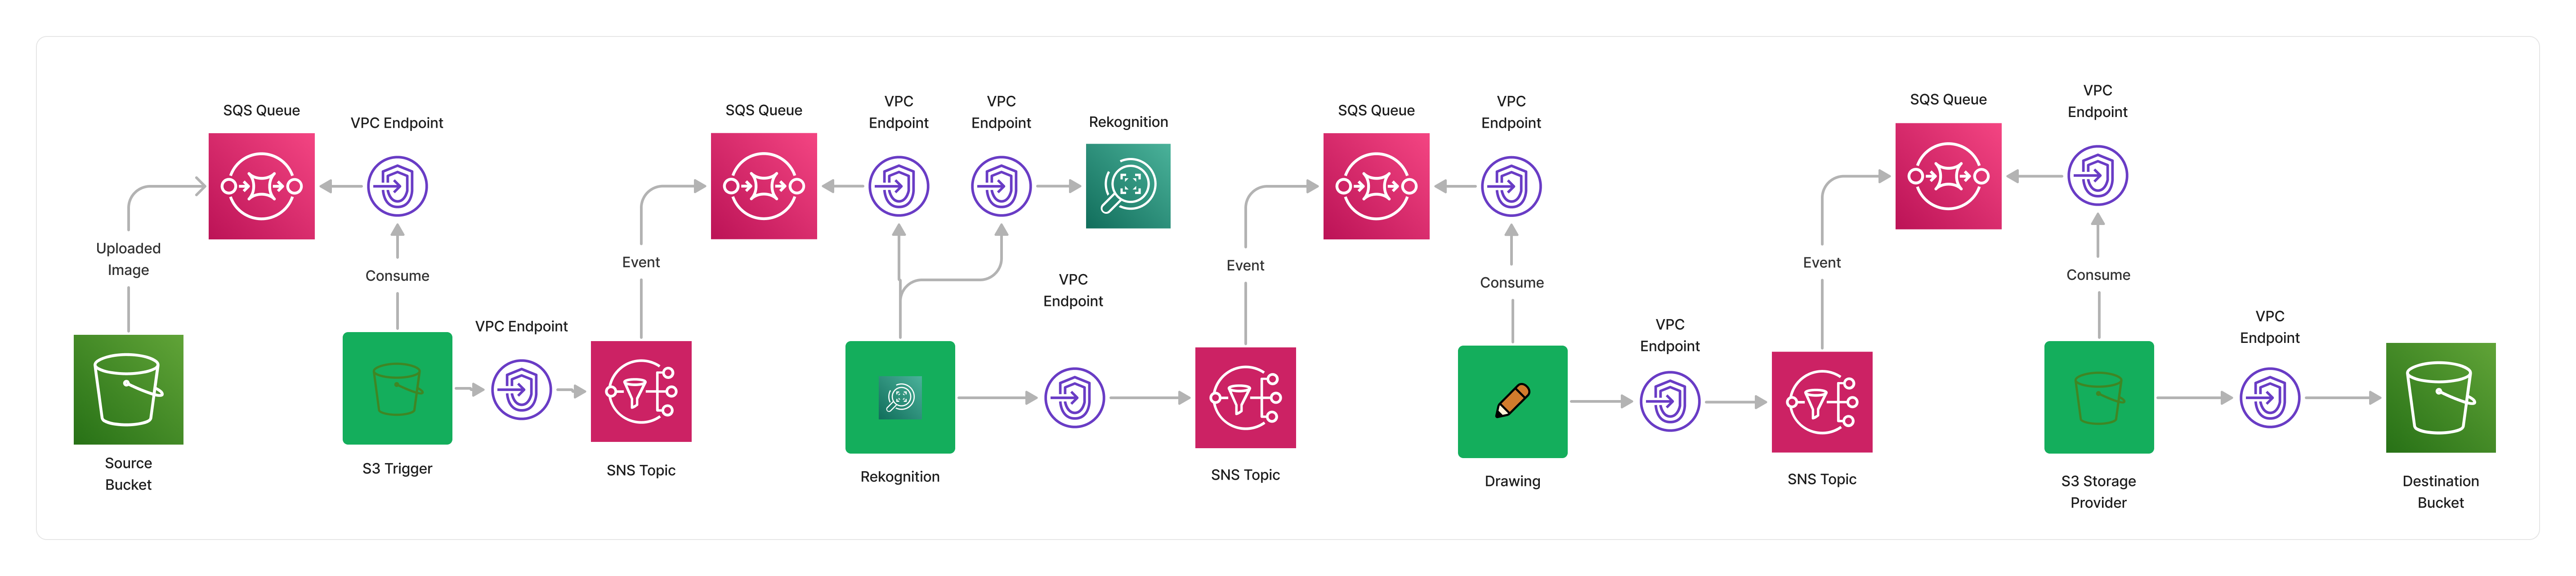 SQS Queue
VPC Endpoint
Uploaded
Image
Consume
Source
Bucket
S3 Trigger
VPC Endpoint
SNS Topic
Event
SQS Queue
VPC
Endpoint
VPC
Endpoint
Rekognition
Rekognition
VPC
Endpoint
SNS Topic
Event
SQS Queue
VPC
Endpoint
Consume
Drawing
VPC
Endpoint
SNS Topic
Event
SQS Queue
VPC
Endpoint
Consume
S3 Storage
Provider
VPC
Endpoint
Destination
Bucket